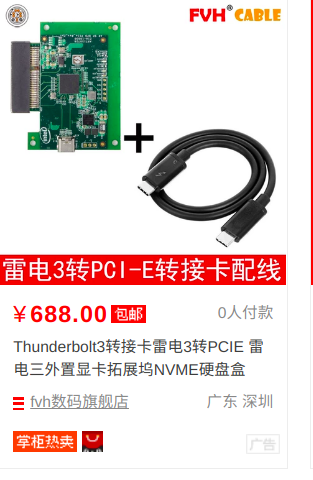 FVH® CABLE
intel
雷电3转PCI-E转接卡配线
¥688.00 包邮 0人付款
Thunderbolt3转接卡雷电3转PCIE 雷
电三外置显卡拓展坞NVME硬盘盒
fvh数码旗舰店 广东 深圳
掌柜热卖
广告